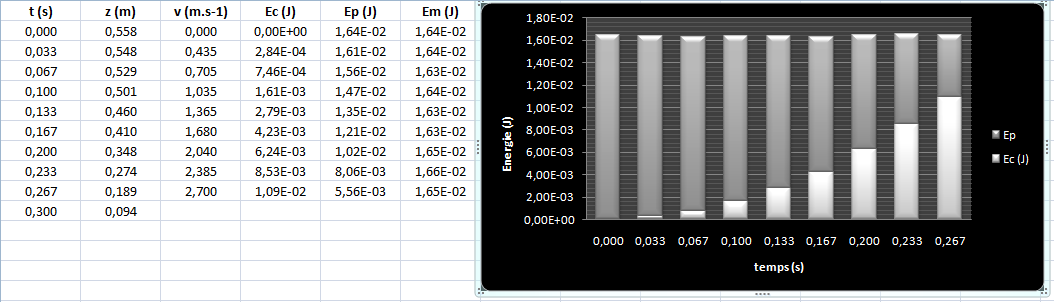 t (s) z (m) v (m.s-1) Ec (J) Ep (J) Em (J)
0,000 0,558 0,000 0,00E+00 1,64E-02 1,64E-02
0,033 0,548 0,435 2,84E-04 1,61E-02 1,64E-02
0,067 0,529 0,705 7,46E-04 1,56E-02 1,63E-02
0,100 0,501 1,035 1,61E-03 1,47E-02 1,64E-02
0,133 0,460 1,365 2,79E-03 1,35E-02 1,63E-02
0,167 0,410 1,680 4,23E-03 1,21E-02 1,63E-02
0,200 0,348 2,040 6,24E-03 1,02E-02 1,65E-02
0,233 0,274 2,385 8,53E-03 8,06E-03 1,66E-02
0,267 0,189 2,700 1,09E-02 5,56E-03 1,65E-02
0,300 0,094
1,80E-02
1,60E-02
1,40E-02
1,20E-02
1,00E-02
8,00E-03
6,00E-03
4,00E-03
2,00E-03
0,00E+00
Energie (J)
0,000 0,033 0,067 0,100 0,133 0,167 0,200 0,233 0,267
temps (s)
Ep
Ec (J)